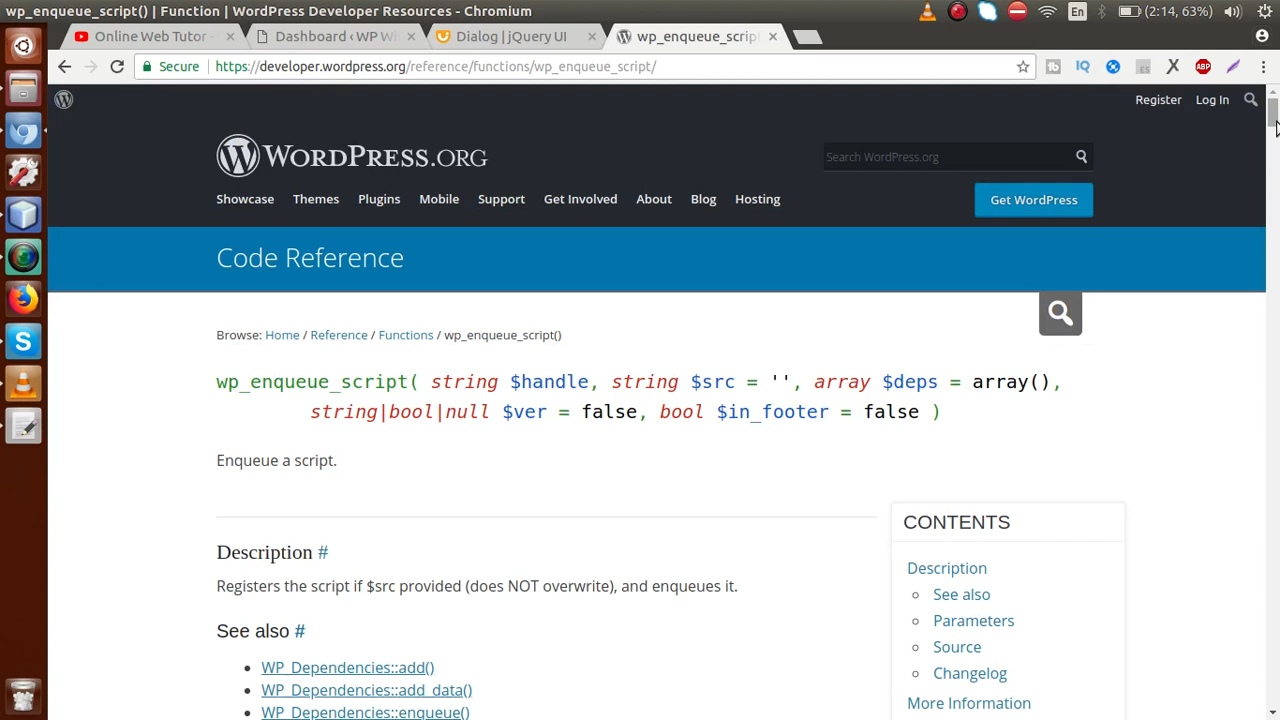 wp_enqueue_script() | Function | WordPress Developer Resources - Chromium
En
(2:14, 63%)
Online Web Tutor -
Dashboard ‹ WP W
Dialog | jQuery UI
wp_enqueue_scrip
Secure
https://developer.wordpress.org/reference/functions/wp_enqueue_script/
fb
IQ
cs
X
ABP
Register
Log In
WORDPRESS.ORG
Search WordPress.org
Showcase
Themes
Plugins
Mobile
Support
Get Involved
About
Blog
Hosting
Get WordPress
Code Reference
Browse: Home / Reference / Functions / wp_enqueue_script()
wp_enqueue_script( string $handle, string $src = '', array $deps = array(),
string|bool|null $ver = false, bool $in_footer = false )
Enqueue a script.
Description #
Registers the script if $src provided (does NOT overwrite), and enqueues it.
See also #
WP_Dependencies::add()
WP_Dependencies::add_data()
WP_Dependencies::enqueue()
CONTENTS
Description
See also
Parameters
Source
Changelog
More Information